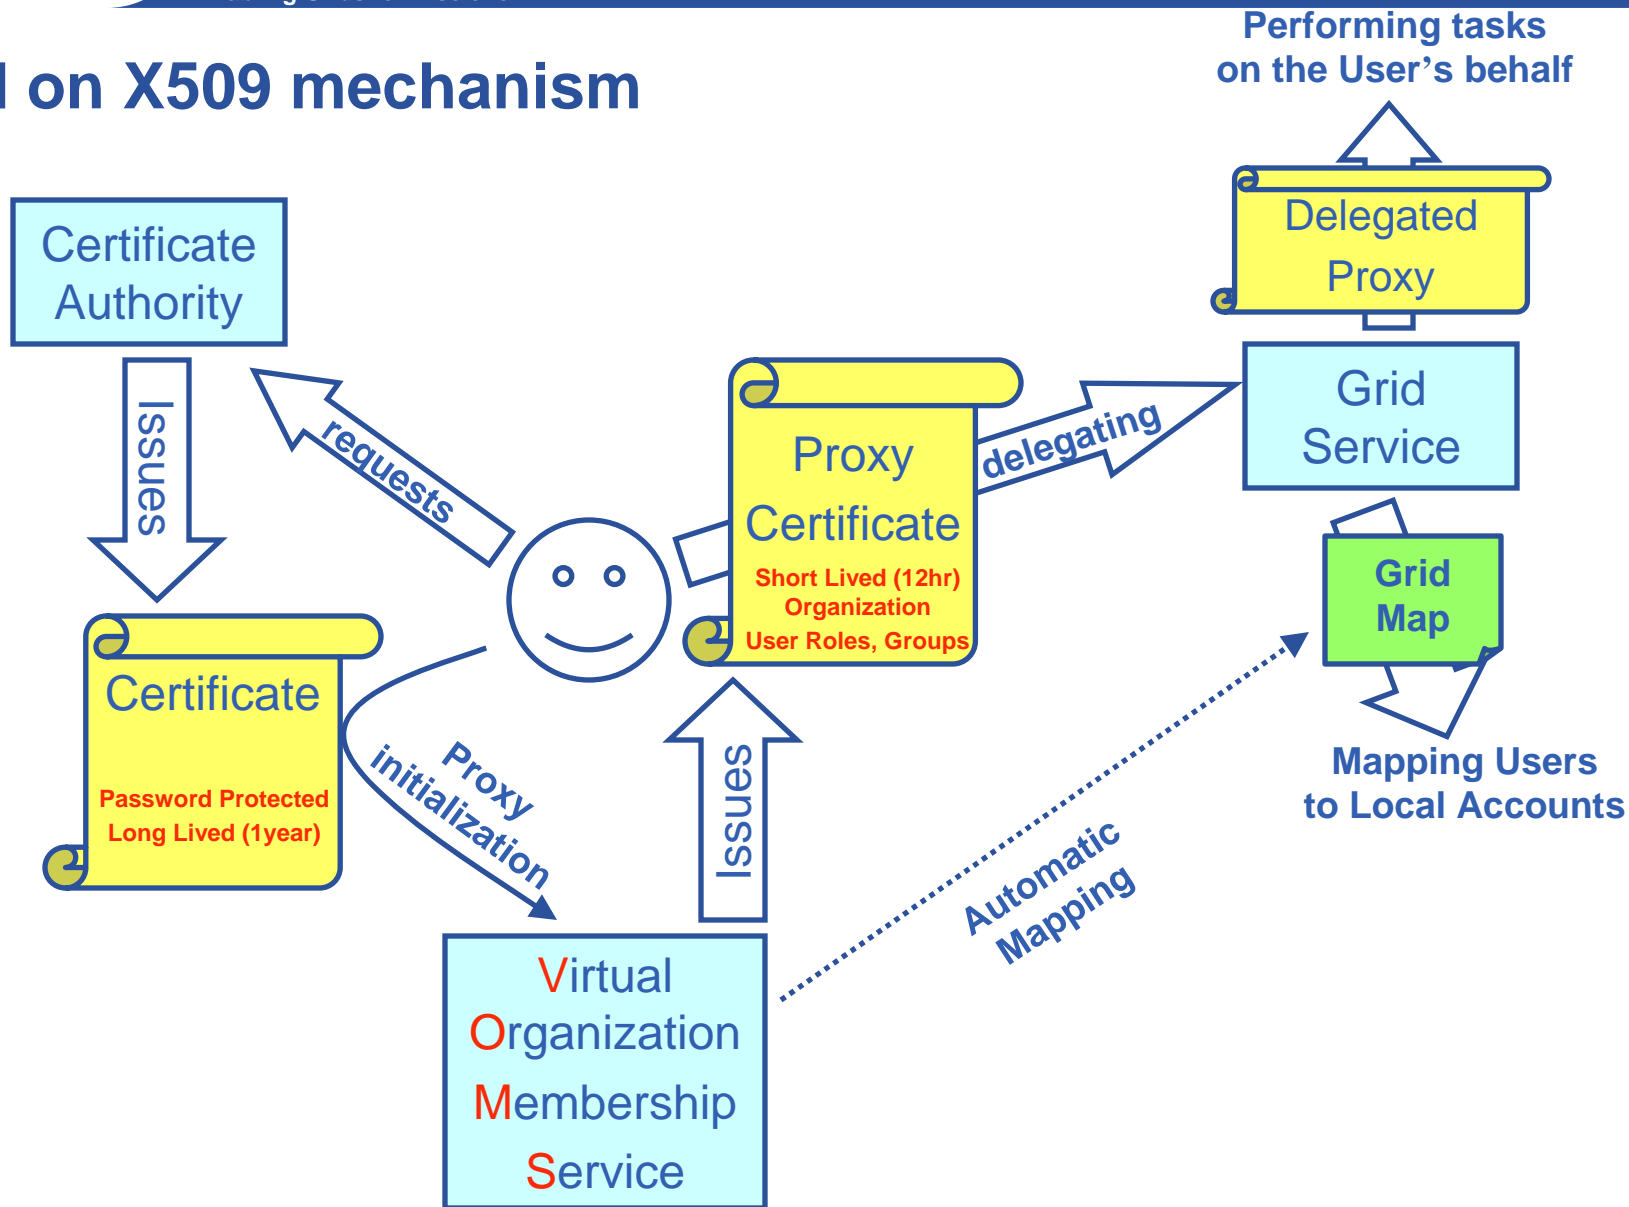 Performing tasks
on the User’s behalf
on X509 mechanism
Delegated
Proxy
Certificate
Authority
Grid
Service
Issues
requests
Proxy
Certificate
Short Lived (12hr)
Organization
User Roles, Groups
delegating
Grid
Map
Certificate
Password Protected
Long Lived (1year)
Proxy
initialization
Issues
Mapping Users
to Local Accounts
Automatic
Mapping
Virtual
Organization
Membership
Service